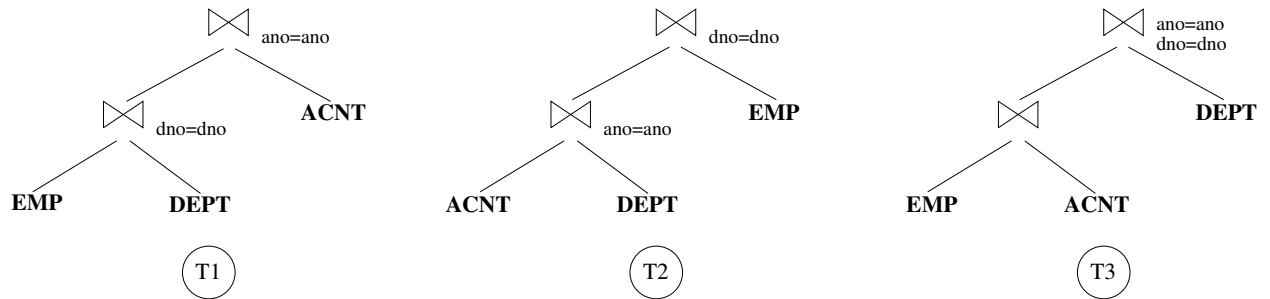 ano=ano
ACNT
dno=dno
EMP
DEPT
T1
dno=dno
EMP
ano=ano
ACNT
DEPT
T2
ano=ano
dno=dno
DEPT
EMP
ACNT
T3